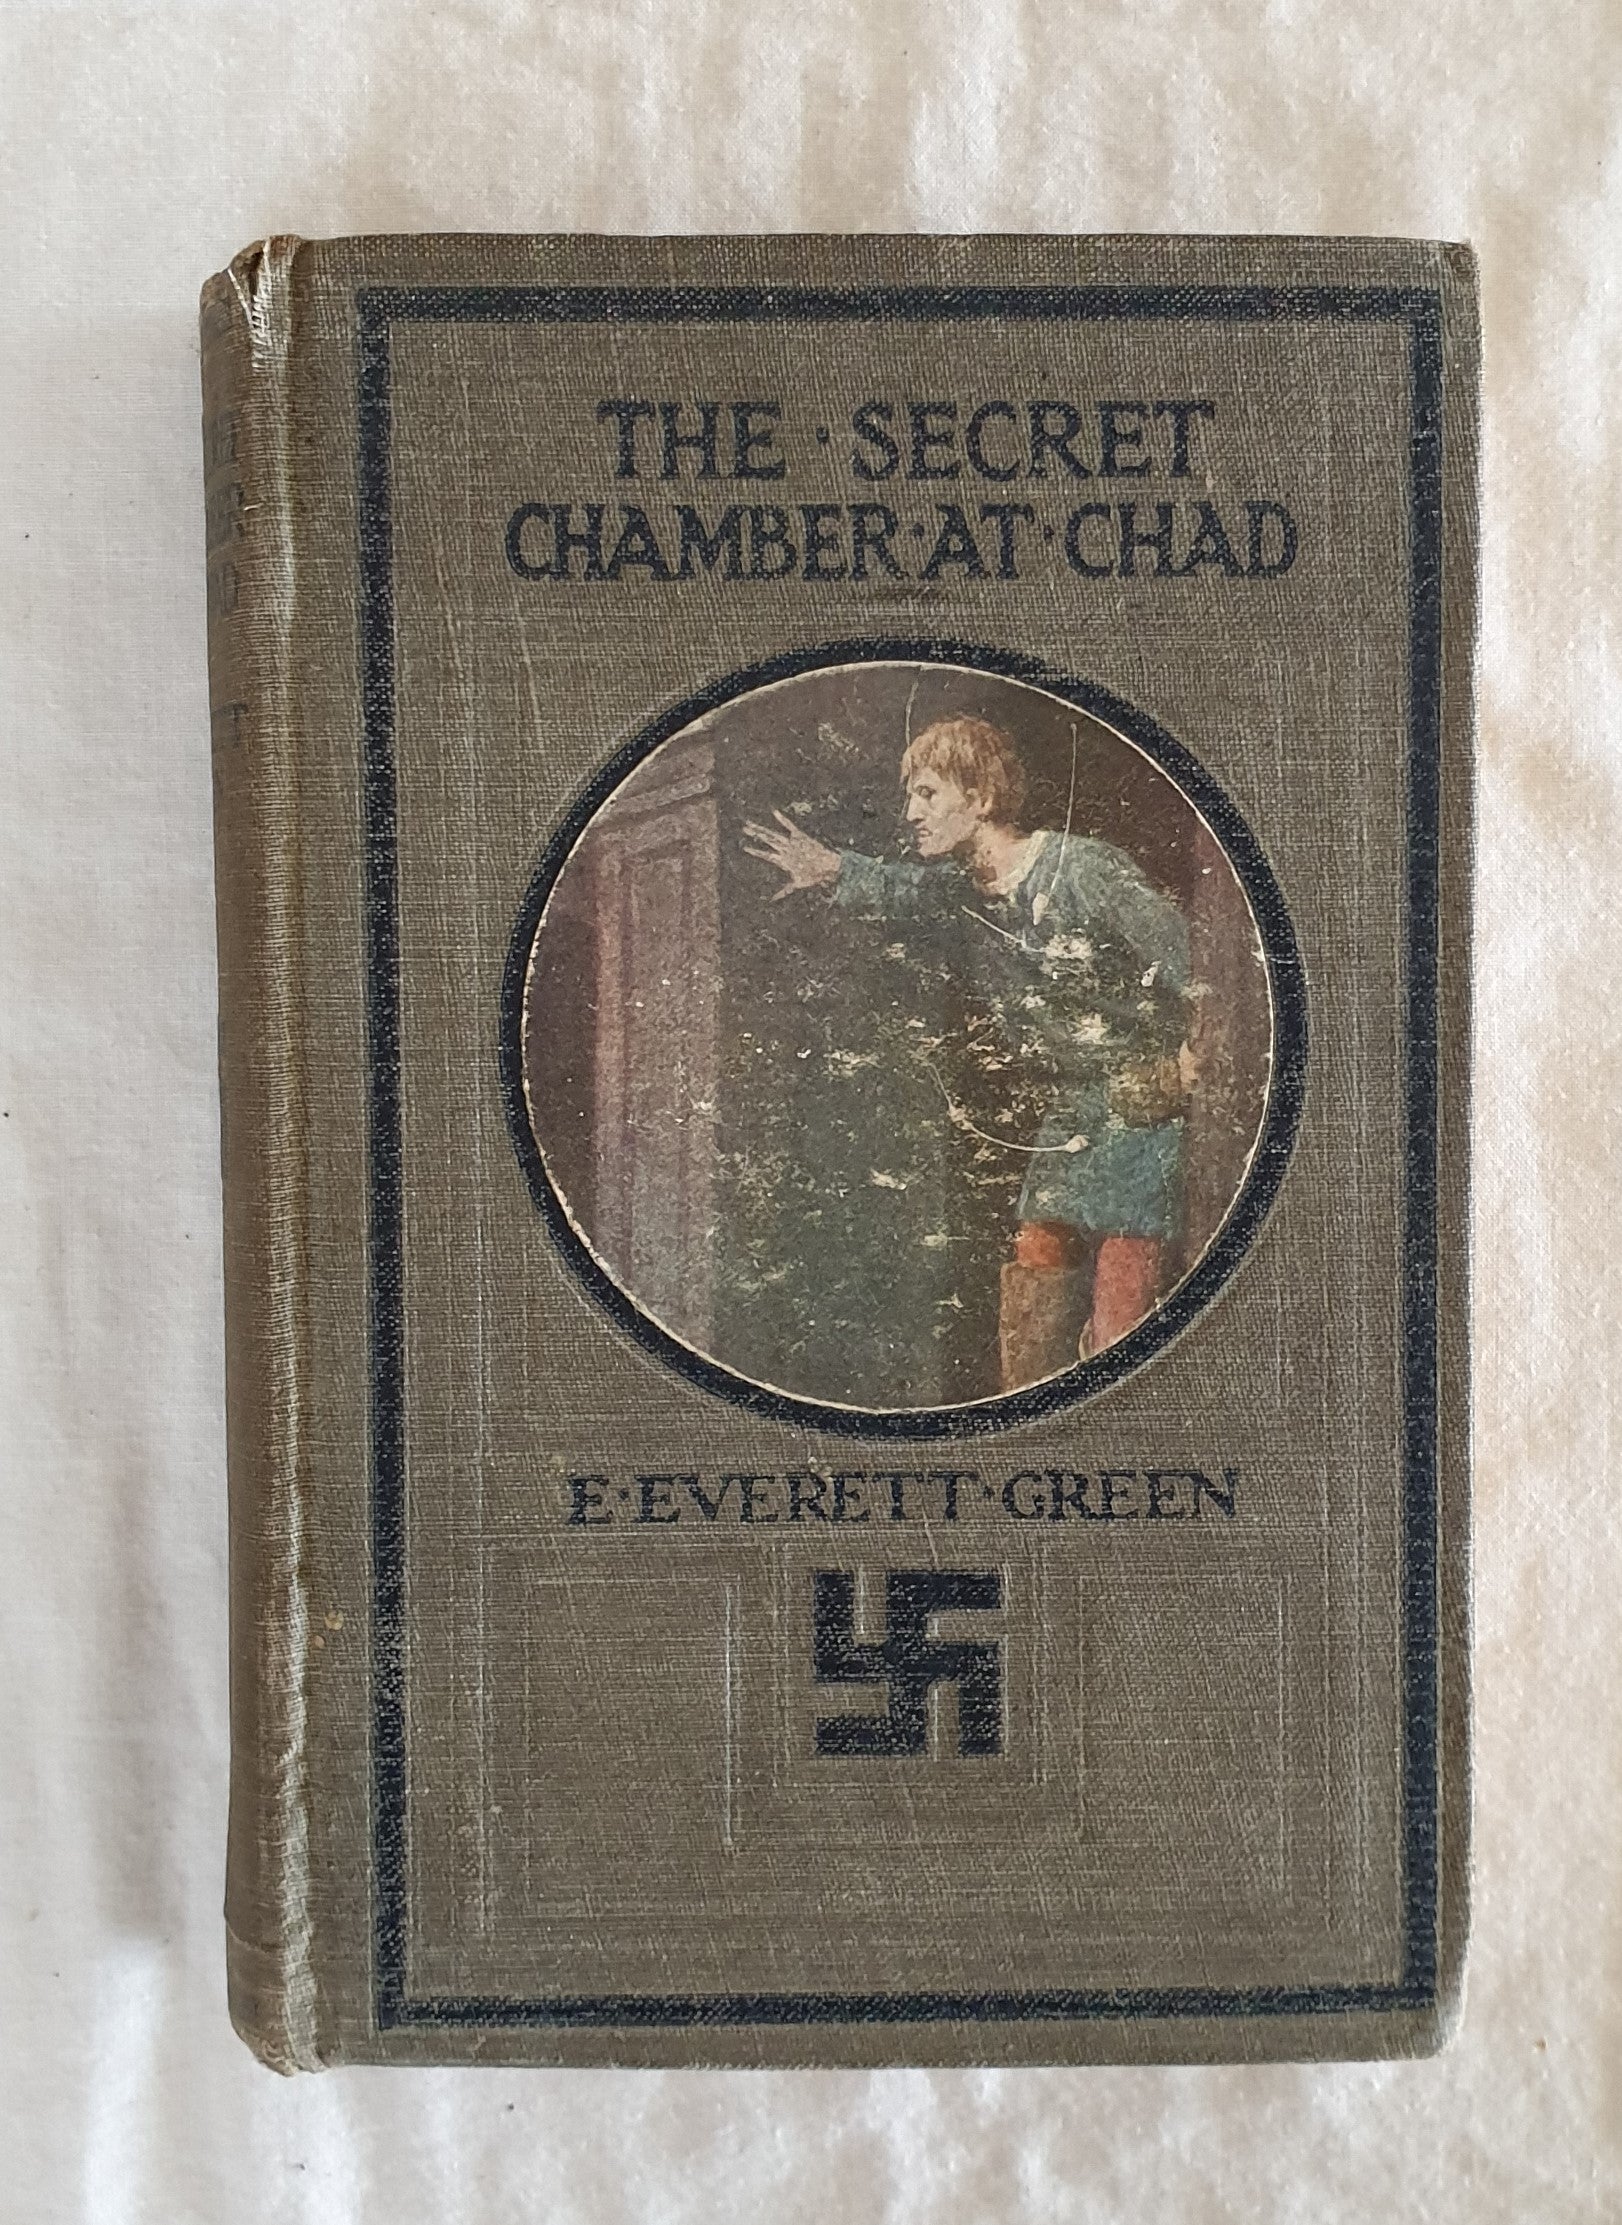 THE · SECRET
CHAMBER · AT · CHAD
E · EVERETT · GREEN